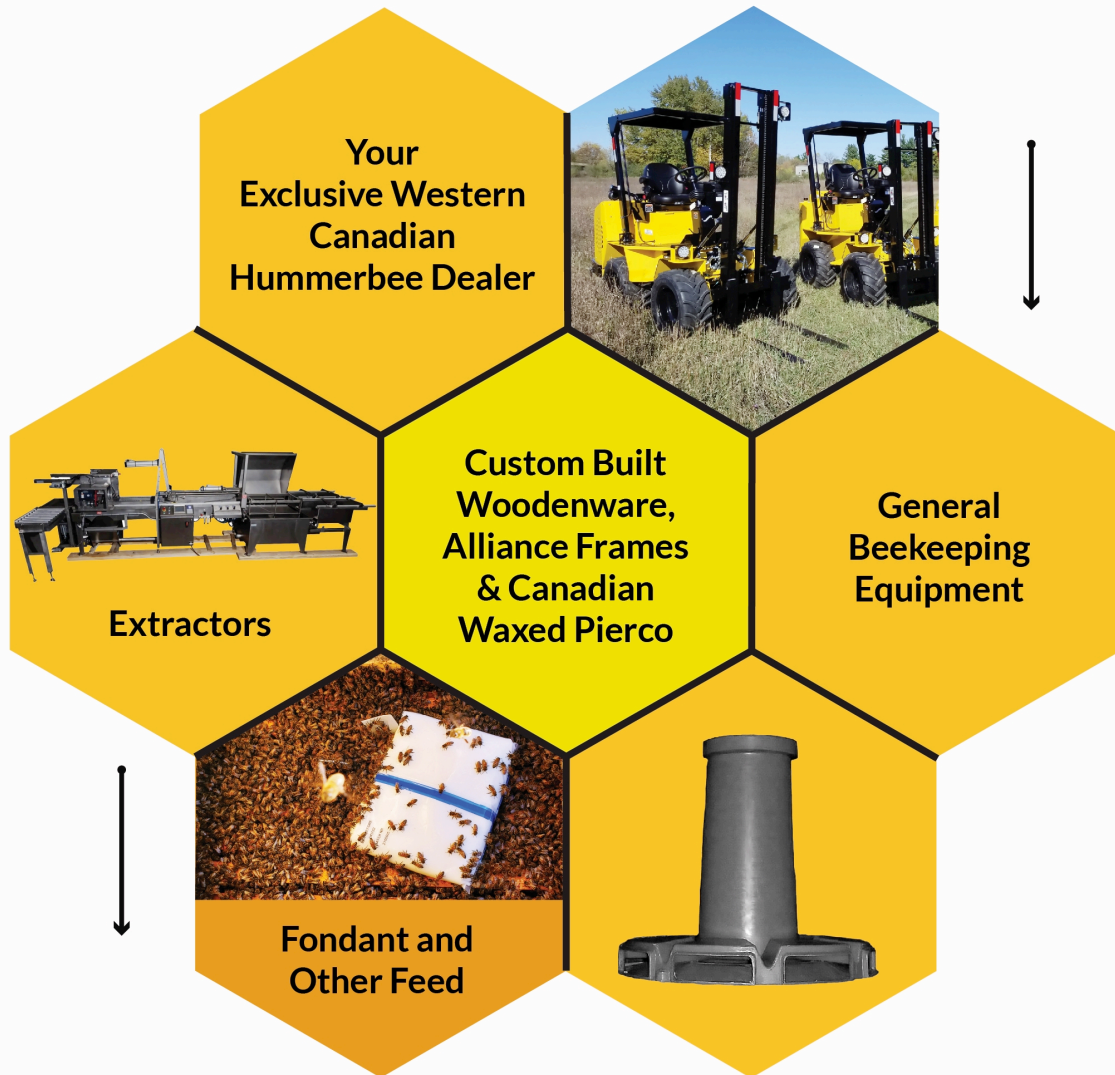 Your
Exclusive Western
Canadian
Hummerbee Dealer
Custom Built
Woodenware,
Alliance Frames
& Canadian
Waxed Pierco
General
Beekeeping
Equipment
Extractors
Fondant and
Other Feed